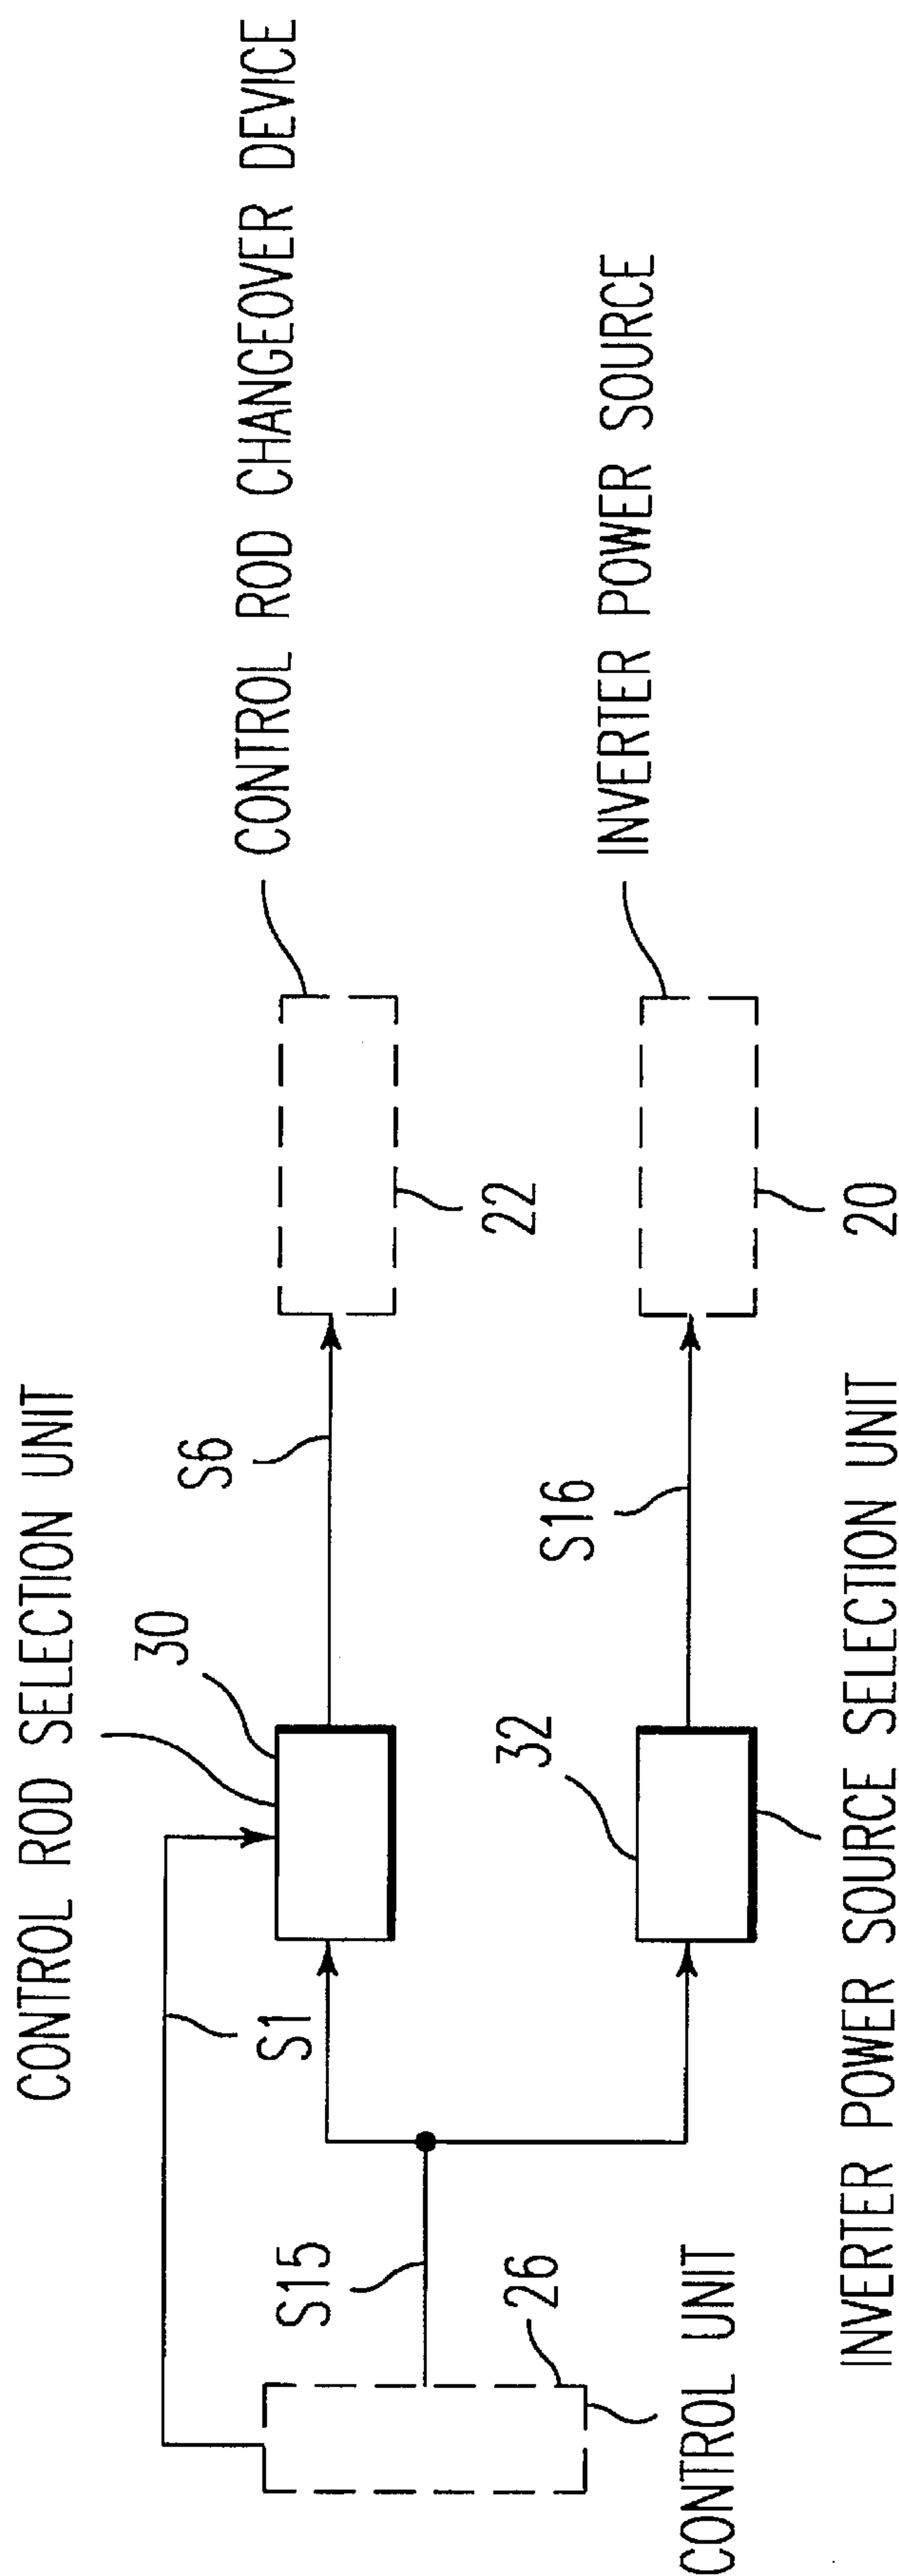 CONTROL ROD SELECTION UNIT
30
S1
S6
CONTROL ROD CHANGEOVER DEVICE
22
S15
26
CONTROL UNIT
32
S16
INVERTER POWER SOURCE
20
INVERTER POWER SOURCE SELECTION UNIT